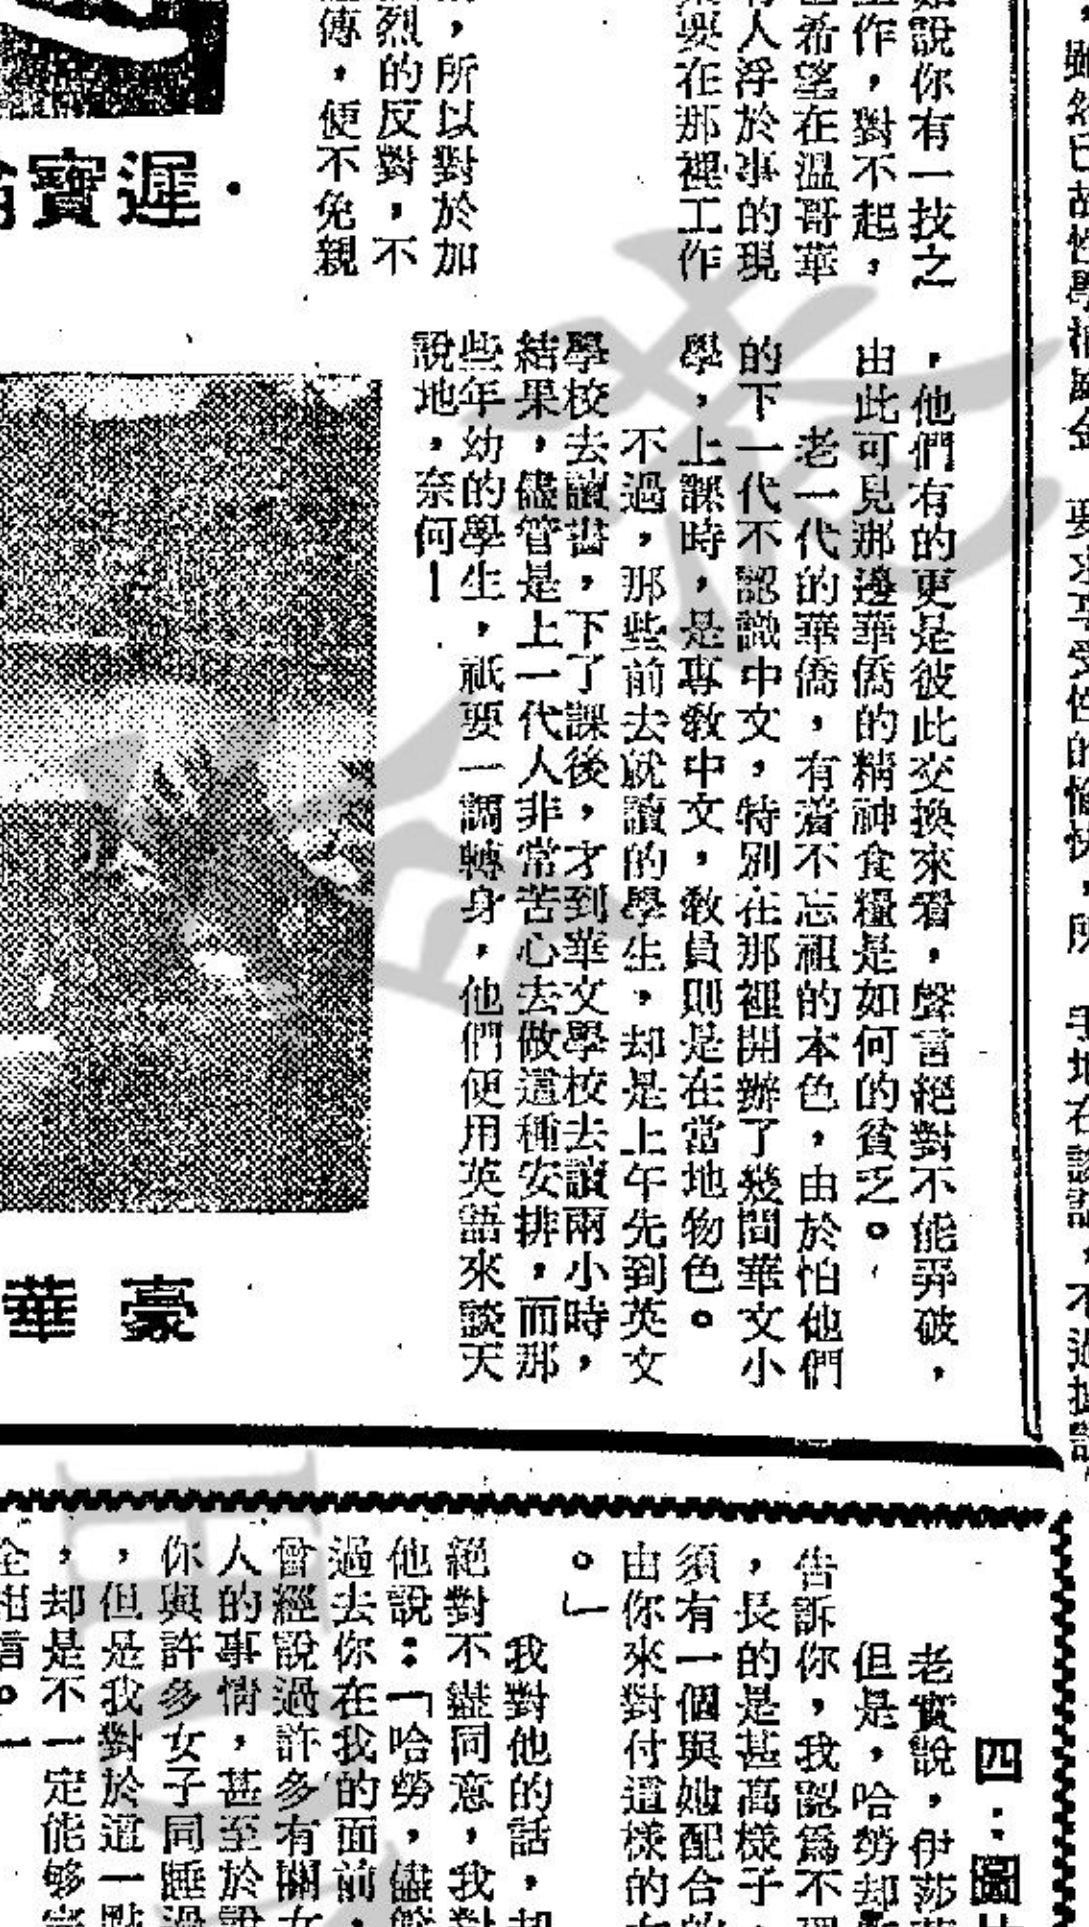 如說你有一技之
工作，對不起，
希望在溫哥華
人浮於事的現
要在那裡工作
，所以對於加
烈的反對，不
傳，便不免親
遲寶
，他們有的更是彼此交換來看，聲言絕對不能弄破，
由此可見那邊華僑的精神食糧是如何的貧乏。
老一代的華僑，有着不忘祖的本色，由於怕他們
的下一代不認識中文，特別在那裡開辦了幾間華文小
學，上課時，是專教中文，教員則是在當地物色。
不過，那些前去就讀的學生，却是上午先到英文
學校去讀書，下了課後，才到華文學校去讀兩小時，
結果，儘管是上一代人非常苦心去做這種安排，而那
些年幼的學生，祇要一調轉身，他們便用英語來談天
說地，奈何！
豪華
四：圖
老實說，伊莎
但是，哈勞却
告訴你，我認爲不
，長的是甚高樣子，
須有一個與她配合的
由你來對付這樣的
。」
我對他的話，却
絕對不盡同意，我對
他說：「哈勞，儘管
過去你在我的面前，
曾經說過許多有關女
人的事情，甚至於說
你與許多女子同睡過
，但是我對於這一點
，却是不一定能够完
全相信。」